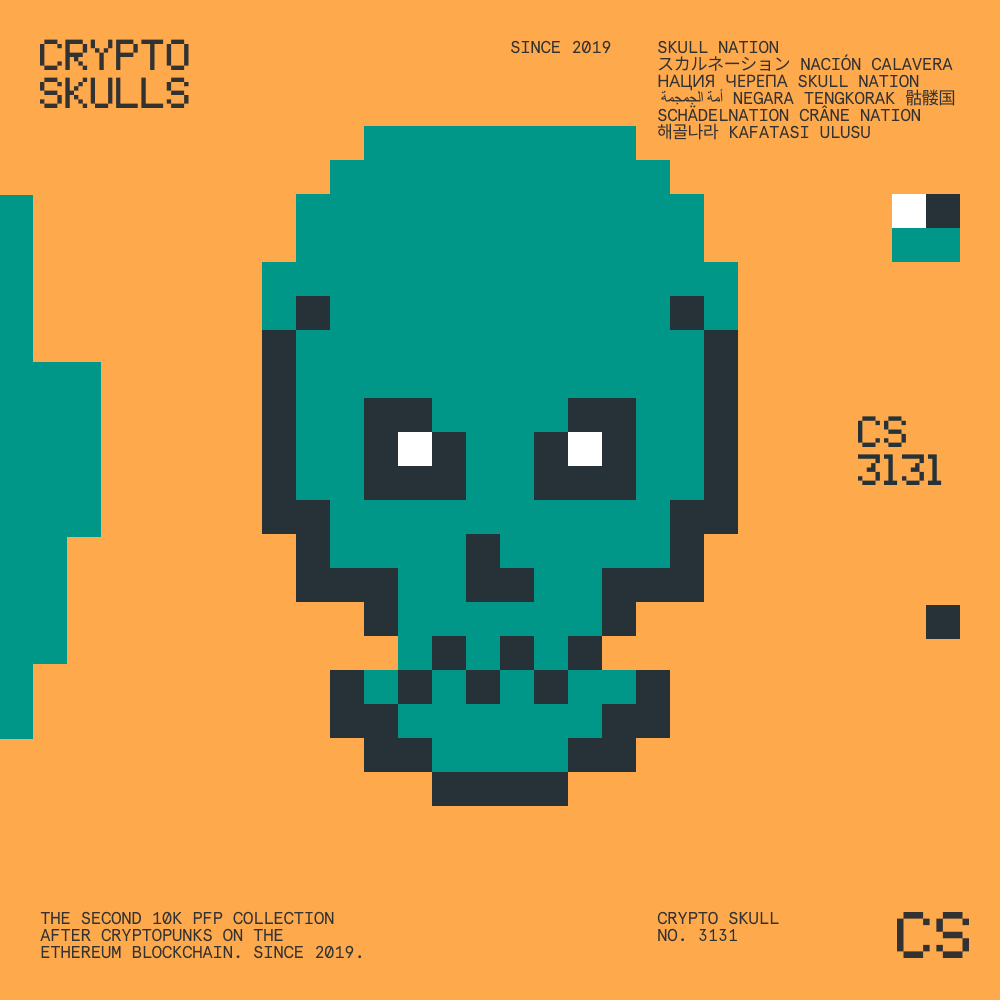 CRYPTO
SKULLS
SINCE 2019
SKULL NATION
スカルネーション NACIÓN CALAVERA
НАЦИЯ ЧЕРЕПА SKULL NATION
أمة الجمجمة NEGARA TENGKORAK 骷髅国
SCHÄDELNATION CRÂNE NATION
해골나라 KAFATASI ULUSU
CS
3131
THE SECOND 10K PFP COLLECTION
AFTER CRYPTOPUNKS ON THE
ETHEREUM BLOCKCHAIN. SINCE 2019.
CRYPTO SKULL
NO. 3131
CS